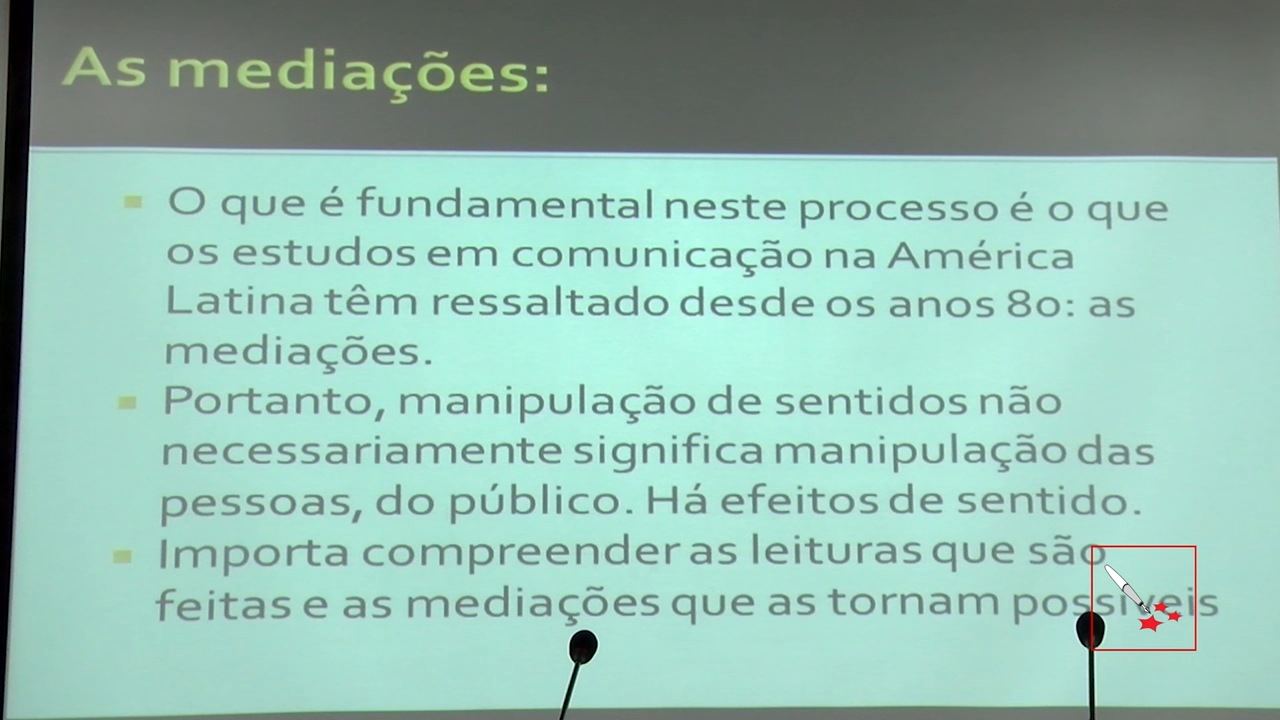 As mediações:
O que é fundamental neste processo é o que
os estudos em comunicação na América
Latina têm ressaltado desde os anos 80: as
mediações.
Portanto, manipulação de sentidos não
necessariamente significa manipulação das
pessoas, do público. Há efeitos de sentido.
Importa compreender as leituras que são
feitas e as mediações que as tornam possíveis